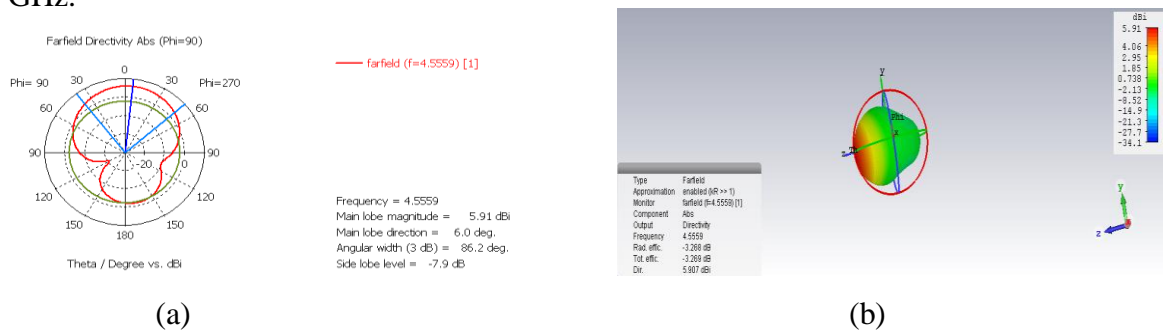 GHz.
Farfield Directivity Abs (Phi=90)
Phi= 90
30
0
30
Phi=270
60
60
90
-20
0
90
120
120
150
180
150
Theta / Degree vs. dBi
farfield (f=4.5559) [1]
Frequency = 4.5559
Main lobe magnitude = 5.91 dBi
Main lobe direction = 6.0 deg.
Angular width (3 dB) = 86.2 deg.
Side lobe level = -7.9 dB
(a)
y
Phi
x
z
Type Farfield
Approximation enabled (kR >> 1)
Monitor farfield (f=4.5559) [1]
Component Abs
Output Directivity
Frequency 4.5559
Rad. effic. -3.268 dB
Tot. effic. -3.269 dB
Dir. 5.907 dBi
dBi
5.91
4.06
2.95
1.85
0.738
-2.13
-8.52
-14.9
-21.3
-27.7
-34.1
y
z
(b)